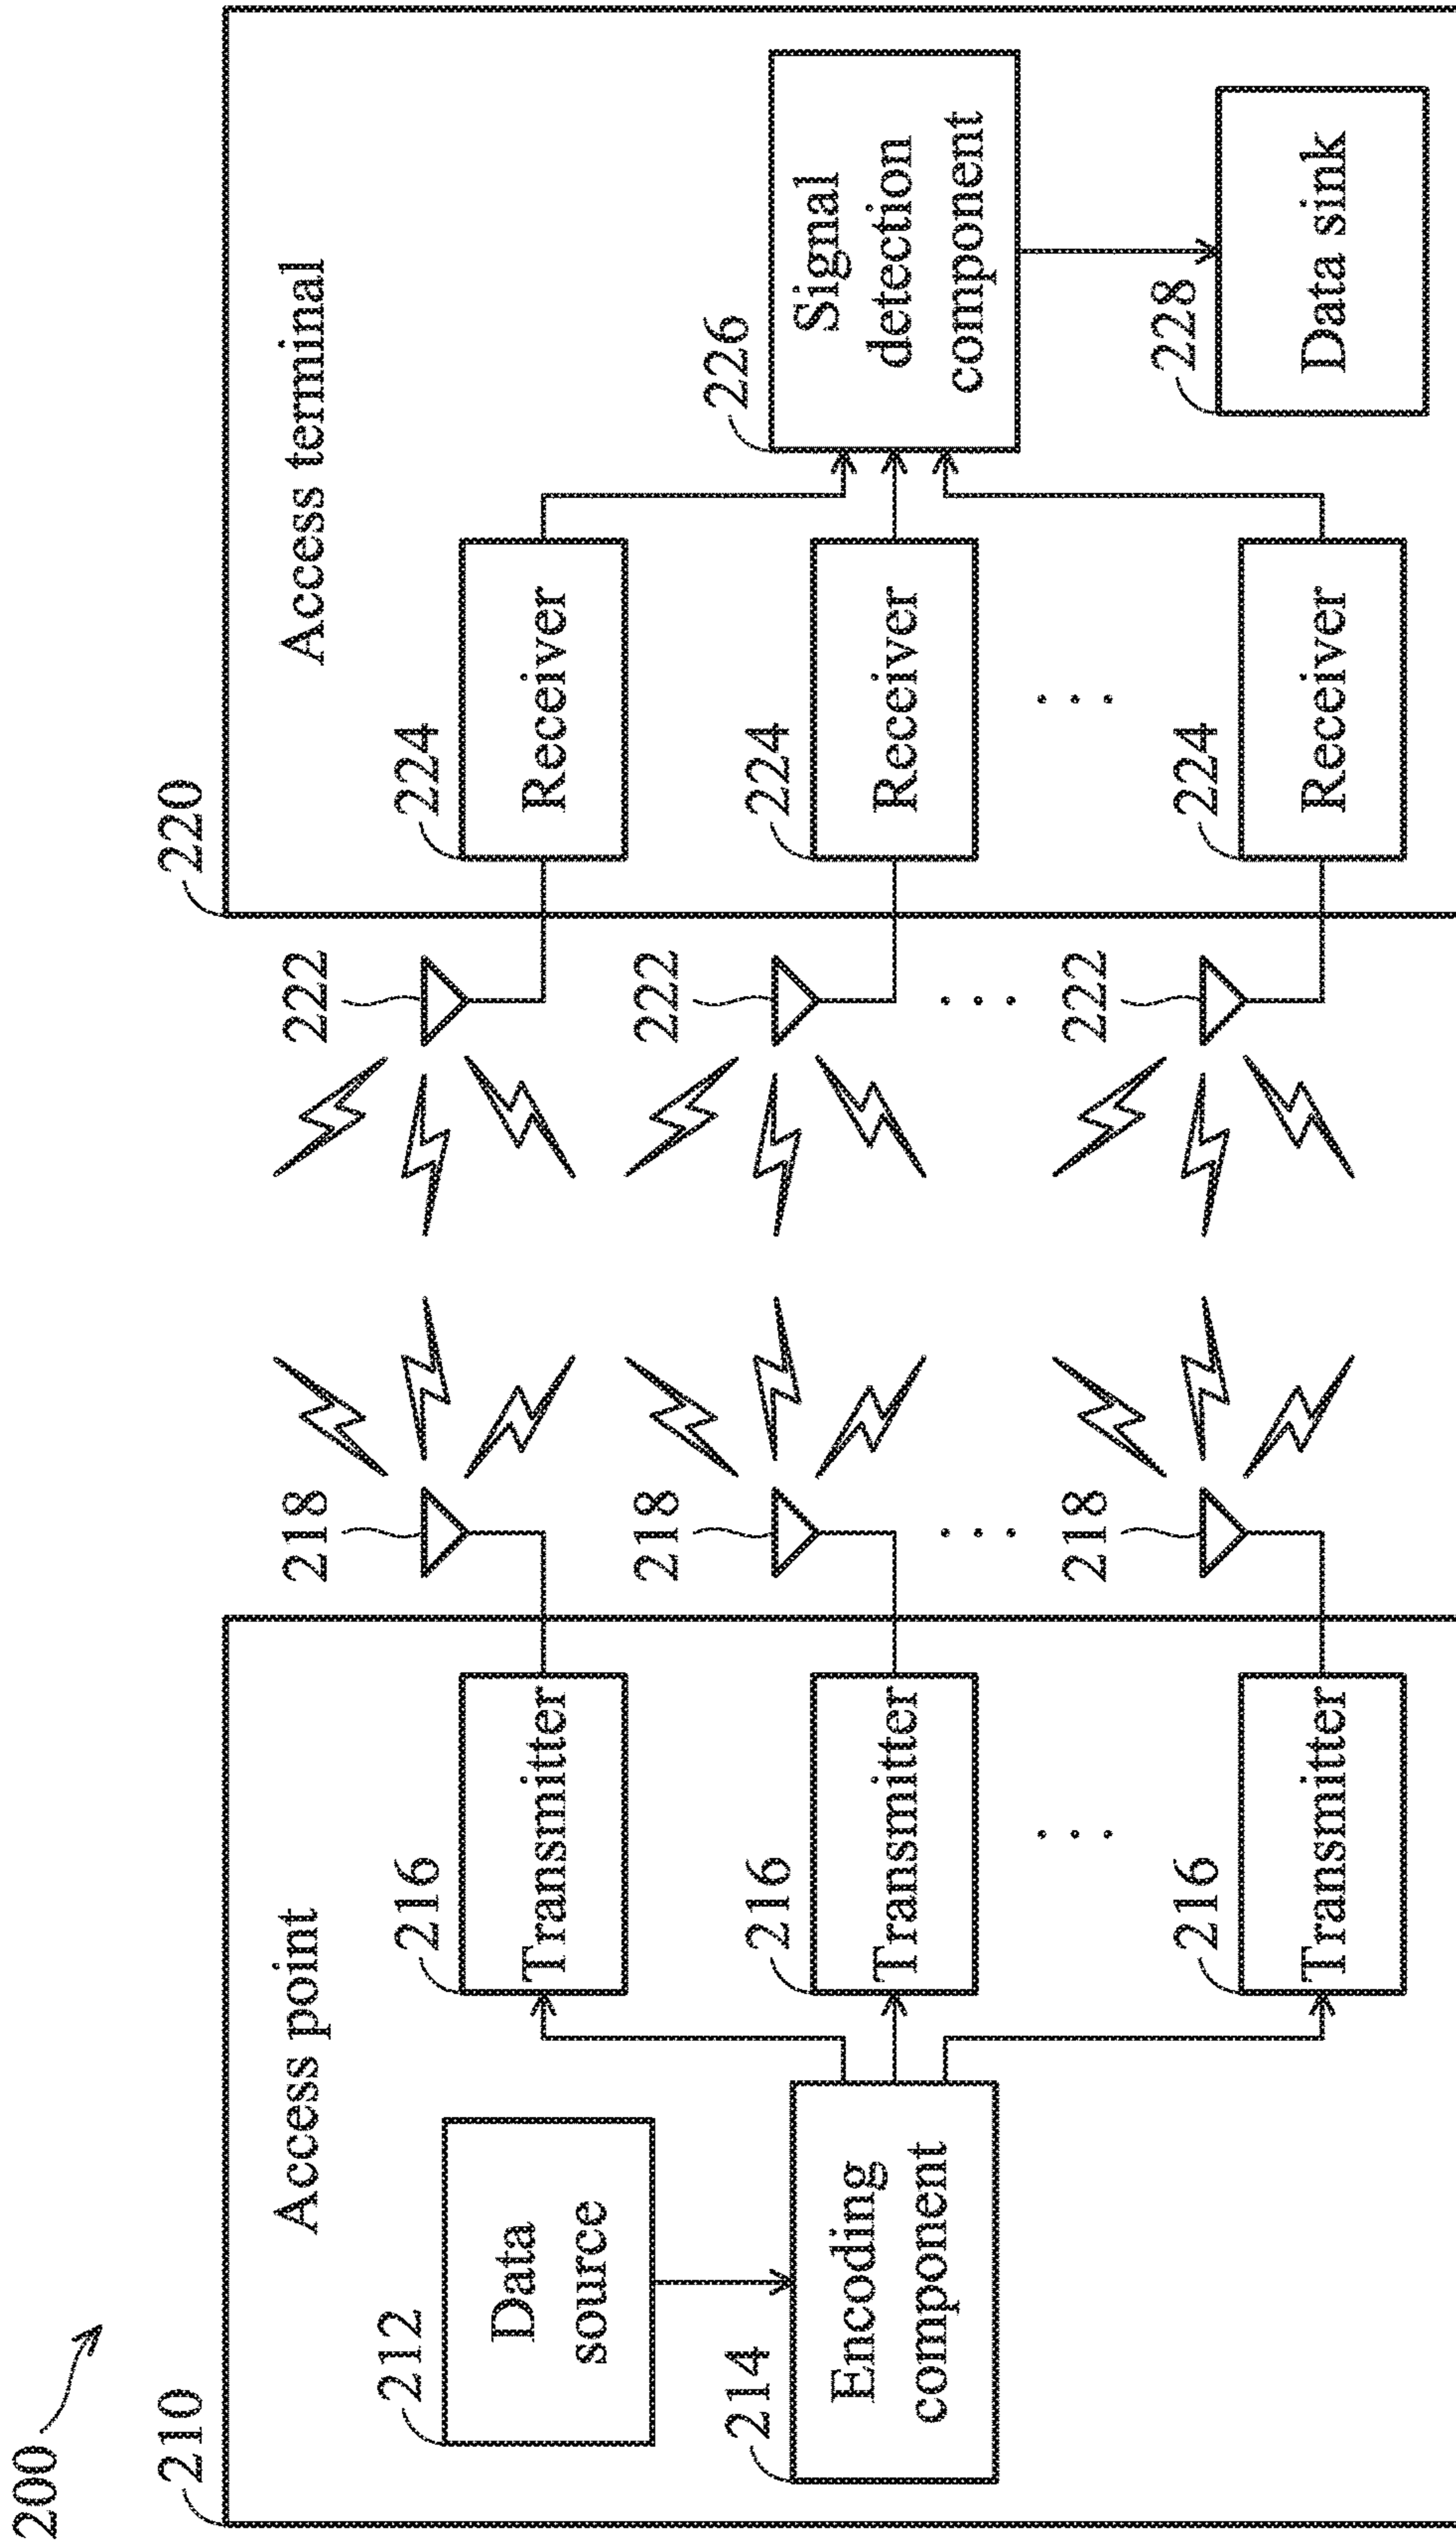 200
210
Access point
212
Data
source
214
Encoding
component
216
Transmitter
216
Transmitter
216
Transmitter
218
218
218
222
222
222
220
Access terminal
224
Receiver
224
Receiver
224
Receiver
226
Signal
detection
component
228
Data sink